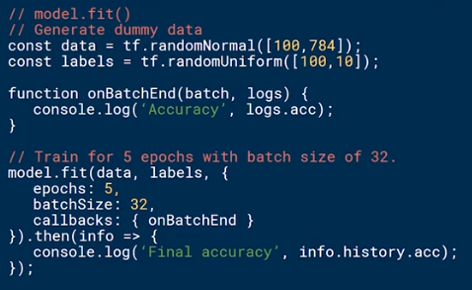 // model.fit()
// Generate dummy data
const data = tf.randomNormal([100,784]);
const labels = tf.randomUniform([100,10]);

function onBatchEnd(batch, logs) {
   console.log(‘Accuracy’, logs.acc);
}

// Train for 5 epochs with batch size of 32.
model.fit(data, labels, {
   epochs: 5,
   batchSize: 32,
   callbacks: { onBatchEnd }
}).then(info => {
   console.log(‘Final accuracy’, info.history.acc);
});